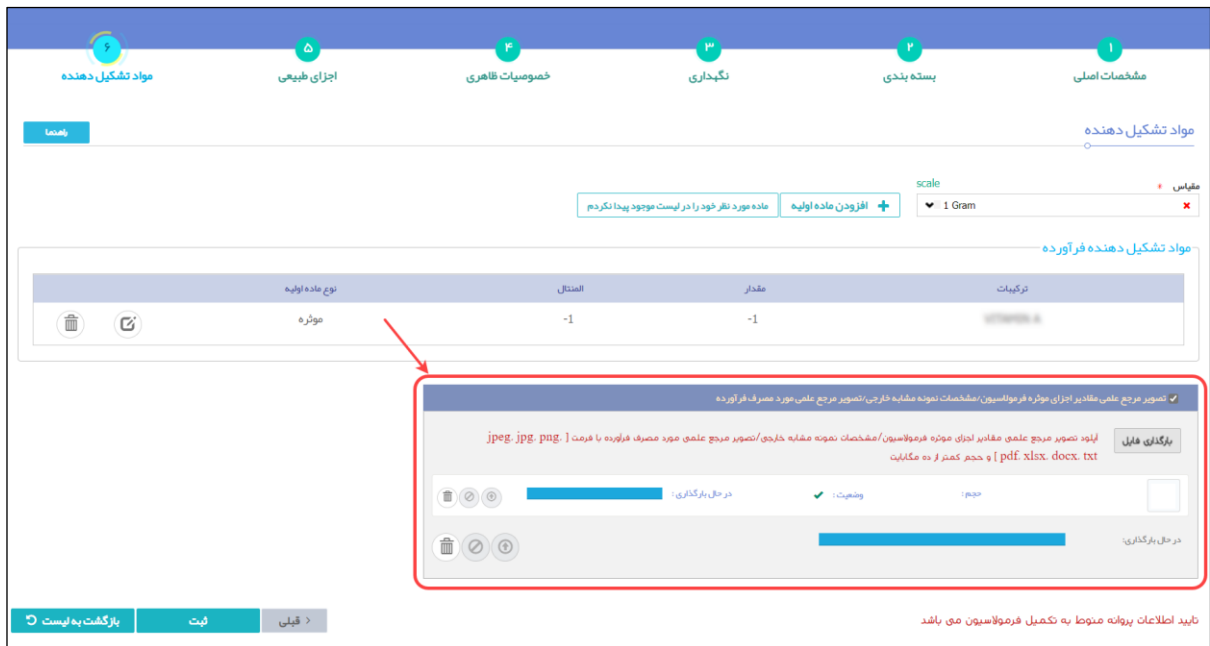 ۱ ۲ ۳ ۴ ۵ ۶
مشخصات اصلی بسته بندی نگهداری خصوصیات ظاهری اجزای طبیعی مواد تشکیل دهنده
مواد تشکیل دهنده
راهنما
مقیاس *
scale
1 Gram
افزودن ماده اولیه
ماده مورد نظر خود را در لیست موجود پیدا نکردم
مواد تشکیل دهنده فرآورده
ترکیبات مقدار المنتال نوع ماده اولیه
VITAMIN A -1 -1 موثره
تصویر مرجع علمی مقادیر اجزای موثره فرمولاسیون/مشخصات نمونه مشابه خارجی/تصویر مرجع علمی مورد مصرف فرآورده
بارگذاری فایل
آپلود تصویر مرجع علمی مقادیر اجزای موثره فرمولاسیون/مشخصات نمونه مشابه خارجی/تصویر مرجع علمی مورد مصرف فرآورده با فرمت [ .jpeg. jpg. png
pdf. xlsx. docx. txt ] و حجم کمتر از ده مگابایت
حجم: وضعیت: در حال بارگذاری:
در حال بارگذاری:
تایید اطلاعات پروانه منوط به تکمیل فرمولاسیون می باشد
قبلی
ثبت
بازگشت به لیست